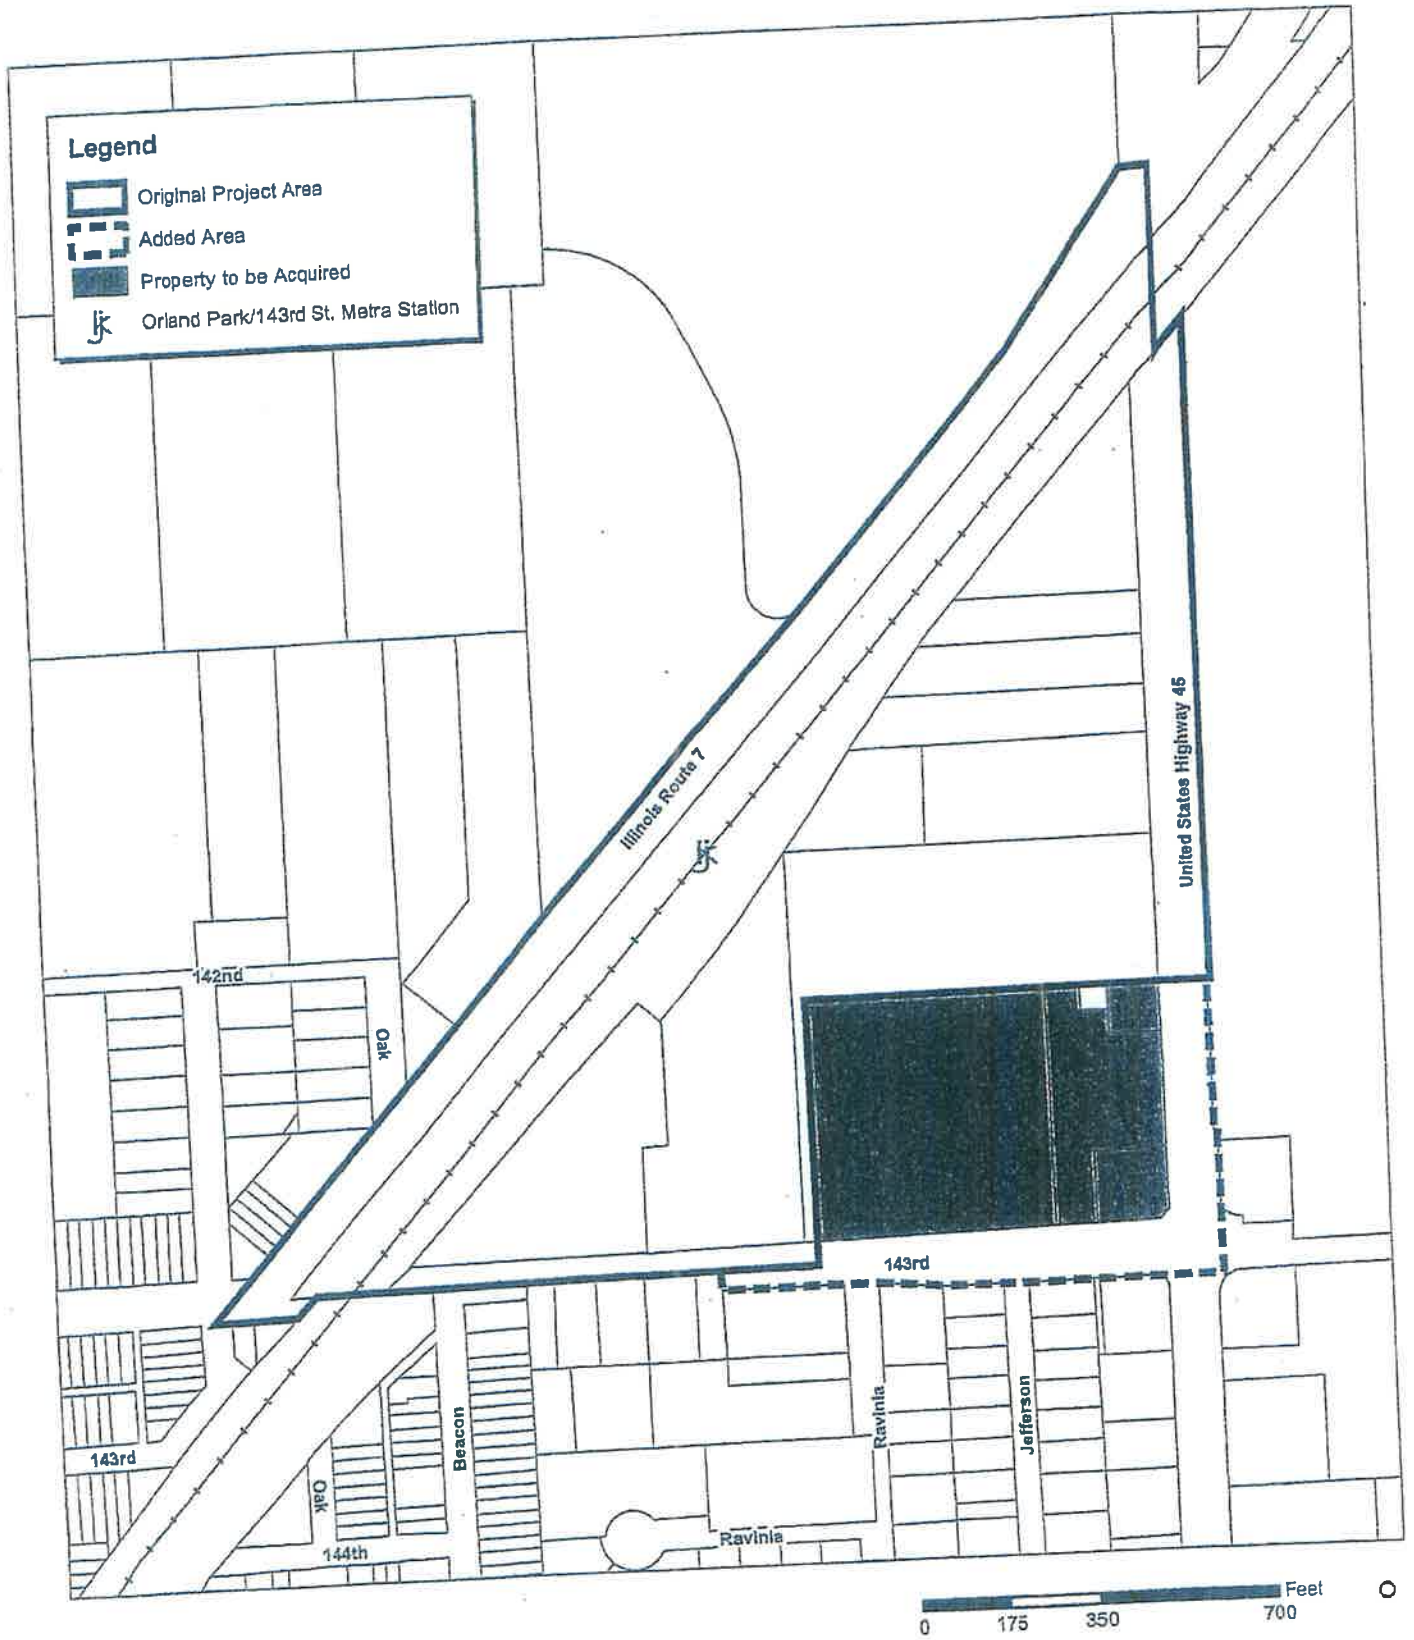 Legend
Original Project Area
Added Area
Property to be Acquired
Orland Park/143rd St. Metra Station
United States Highway 45
Illinois Route 7
142nd
Oak
143rd
Ravinia
Jefferson
Beacon
143rd
Oak
Ravinia
144th
Feet
0 175 350 700